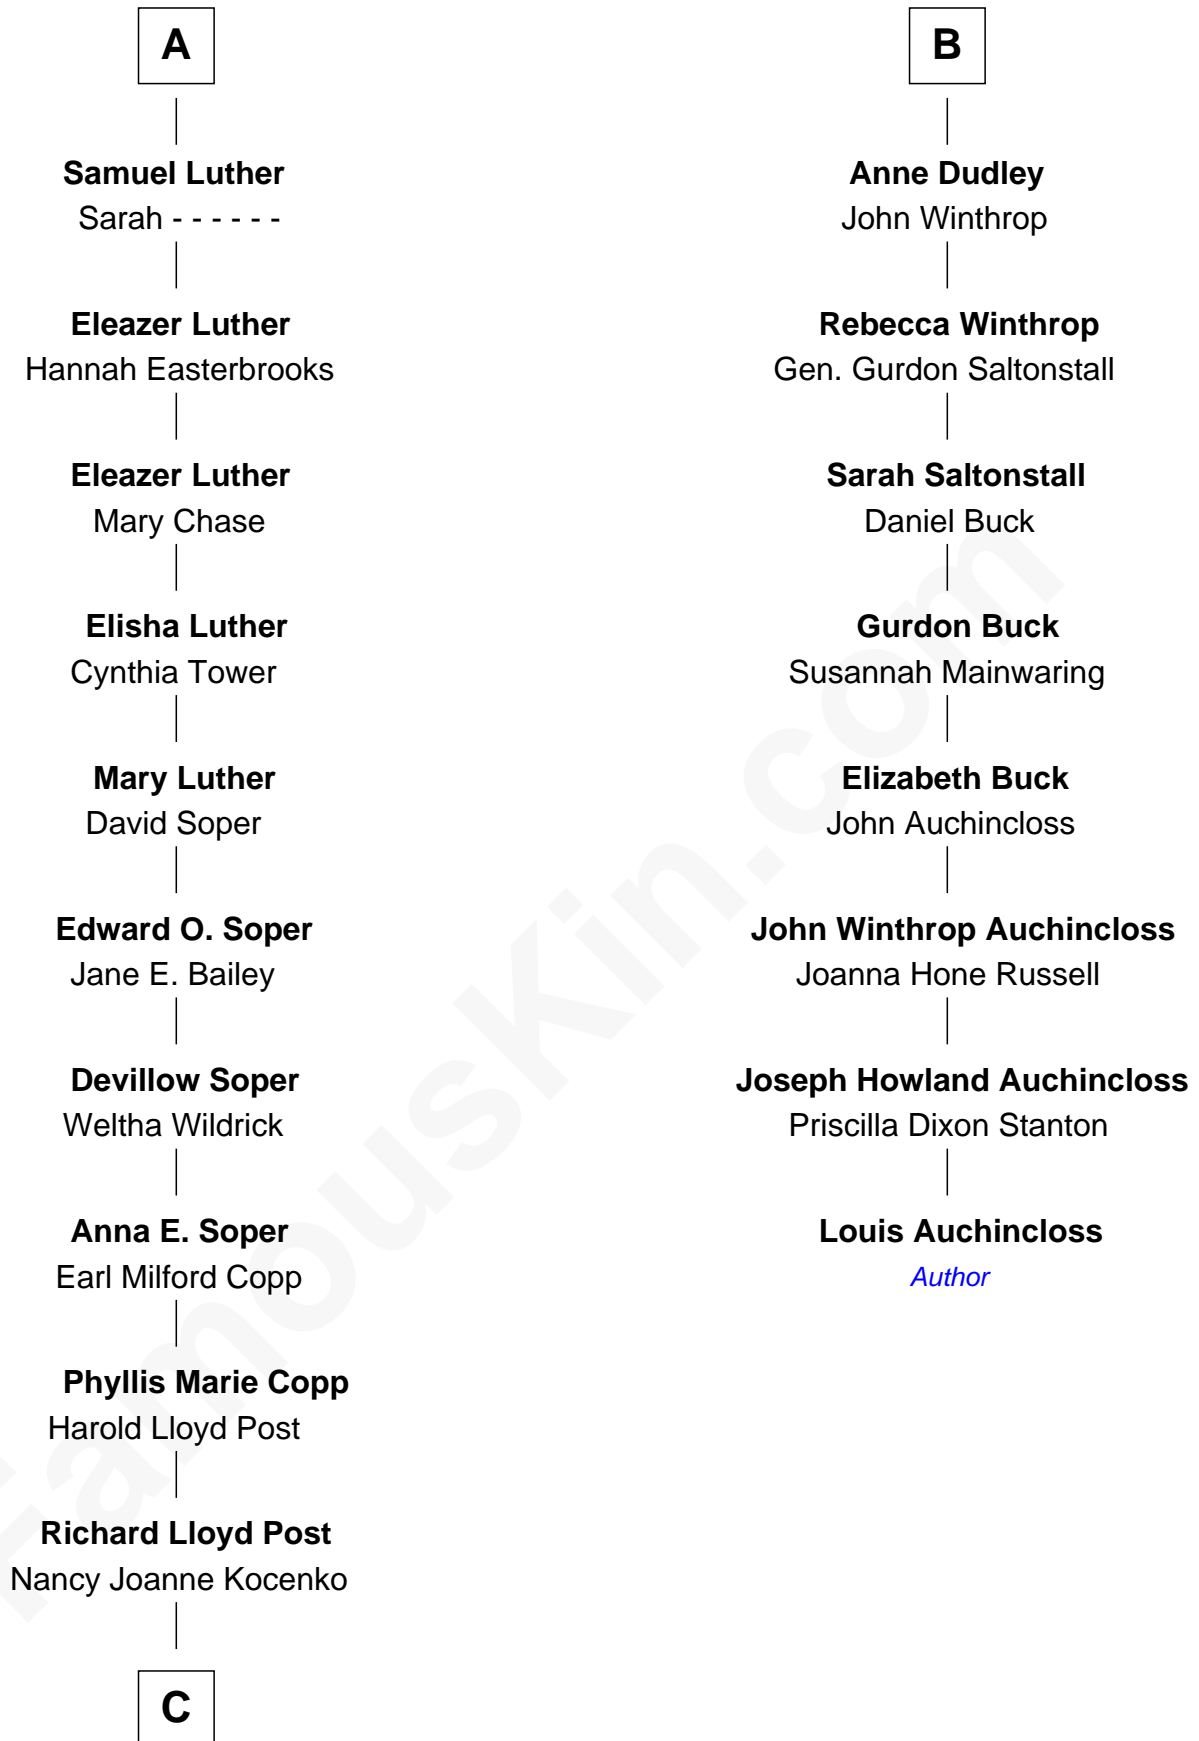 A
Samuel Luther
Sarah - - - - - -
Eleazer Luther
Hannah Easterbrooks
Eleazer Luther
Mary Chase
Elisha Luther
Cynthia Tower
Mary Luther
David Soper
Edward O. Soper
Jane E. Bailey
Devillow Soper
Weltha Wildrick
Anna E. Soper
Earl Milford Copp
Phyllis Marie Copp
Harold Lloyd Post
Richard Lloyd Post
Nancy Joanne Kocenko
C
B
Anne Dudley
John Winthrop
Rebecca Winthrop
Gen. Gurdon Saltonstall
Sarah Saltonstall
Daniel Buck
Gurdon Buck
Susannah Mainwaring
Elizabeth Buck
John Auchincloss
John Winthrop Auchincloss
Joanna Hone Russell
Joseph Howland Auchincloss
Priscilla Dixon Stanton
Louis Auchincloss
Author
FamousKin.com